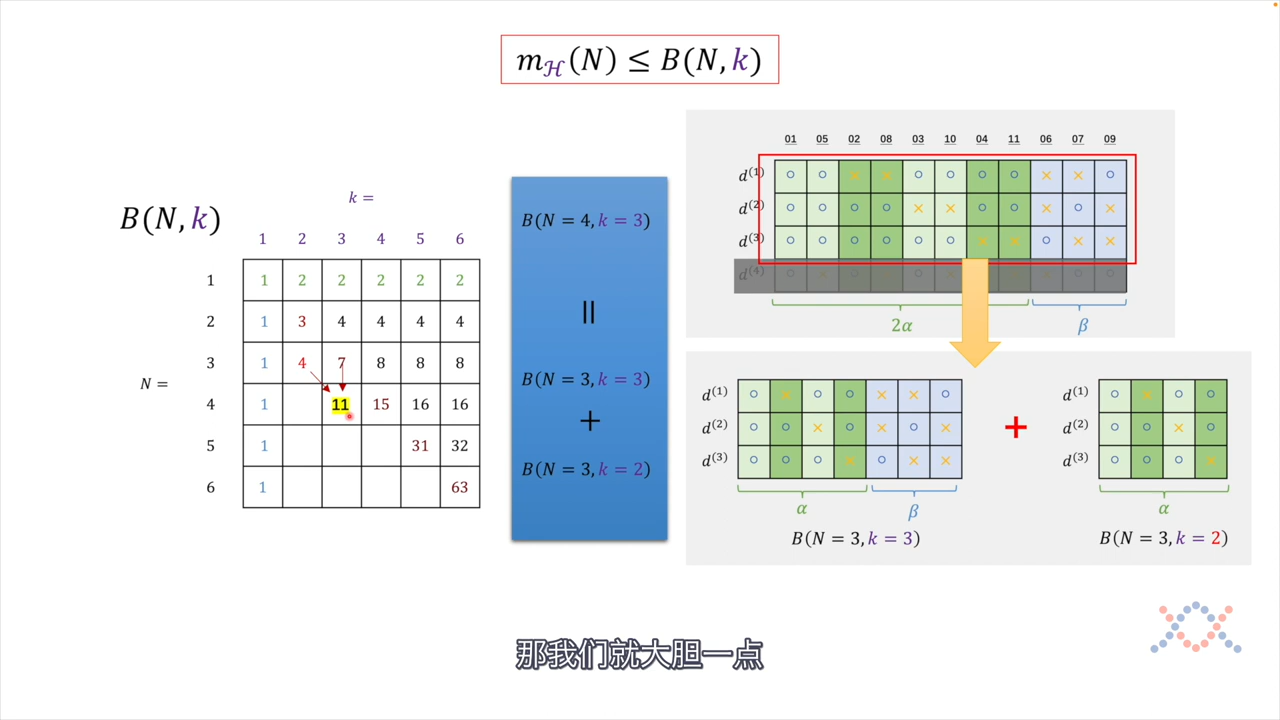 m_ℋ(N) ≤ B(N, k)
B(N, k)
k =
1 2 3 4 5 6
N =
1 1 2 2 2 2 2
2 1 3 4 4 4 4
3 1 4 7 8 8 8
4 1 11 15 16 16
5 1 31 32
6 1 63
B(N = 4, k = 3)
=
B(N = 3, k = 3)
+
B(N = 3, k = 2)
01 05 02 08 03 10 04 11 06 07 09
d⁽¹⁾ ○ ○ × × ○ ○ ○ ○ × × ○
d⁽²⁾ ○ ○ ○ ○ × × ○ ○ × ○ ×
d⁽³⁾ ○ ○ ○ ○ ○ ○ × × ○ × ×
d⁽⁴⁾
2α β
d⁽¹⁾ ○ × ○ ○ × × ○
d⁽²⁾ ○ ○ × ○ × ○ ×
d⁽³⁾ ○ ○ ○ × ○ × ×
α β
B(N = 3, k = 3)
+
d⁽¹⁾ ○ × ○ ○
d⁽²⁾ ○ ○ × ○
d⁽³⁾ ○ ○ ○ ×
α
B(N = 3, k = 2)
那我们就大胆一点